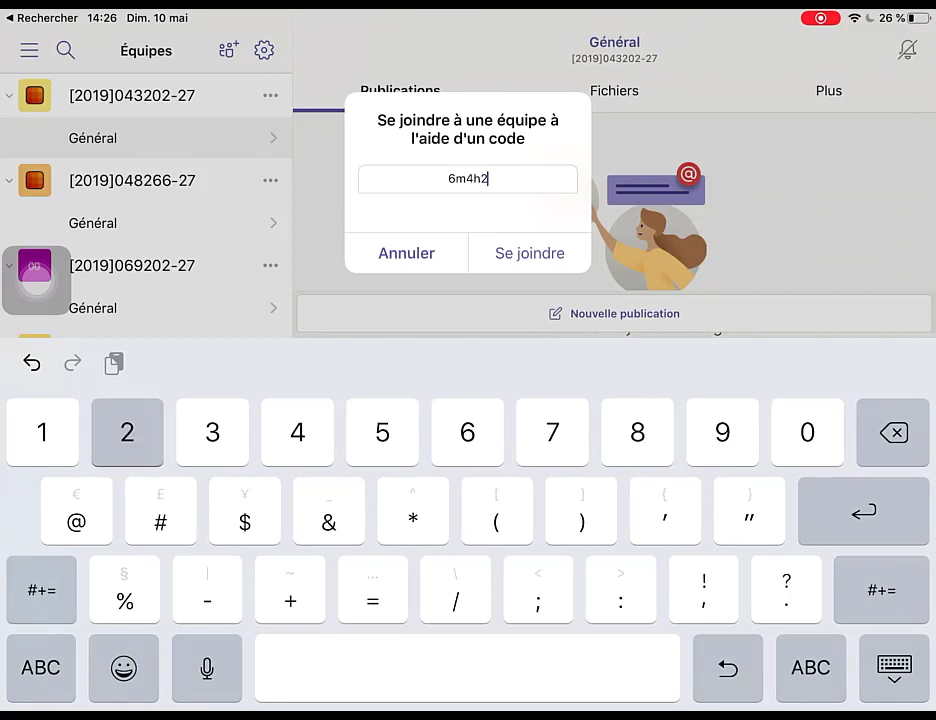 ◀ Rechercher 14:26 Dim. 10 mai 26 %
Équipes
Général
[2019]043202-27
Publications
Fichiers
Plus
[2019]043202-27
Général
[2019]048266-27
Général
[2019]069202-27
Général
Se joindre à une équipe à
l'aide d'un code
6m4h2
Annuler
Se joindre
@
Nouvelle publication
1 2 3 4 5 6 7 8 9 0
€ £ ¥ _ ^ [ ] { }
@ # $ & * ( ) ' "
§ | ~ … \ < > ! ?
#+= % - + = / ; : , . #+=
ABC ABC